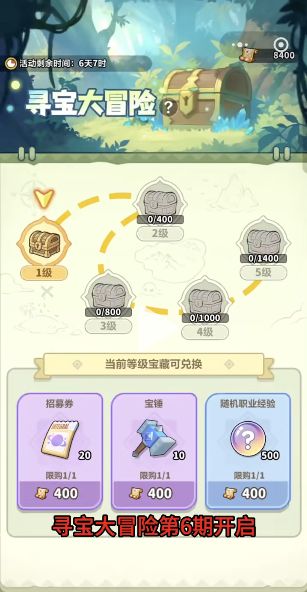 活动剩余时间：6天7时
8400
寻宝大冒险
?
0/400
2级
1级
0/1400
5级
0/800
3级
0/1000
4级
当前等级宝藏可兑换
招募券
宝锤
随机职业经验
20
10
500
限购1/1
限购1/1
限购1/1
400
400
400
寻宝大冒险第6期开启